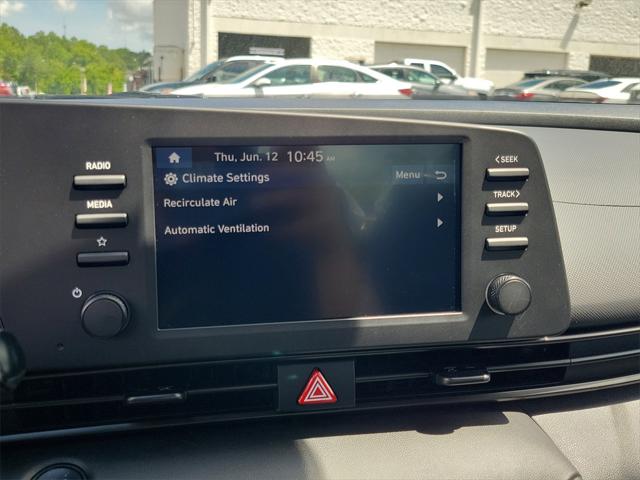 Thu, Jun. 12 10:45 AM
Climate Settings Menu
Recirculate Air
Automatic Ventilation
RADIO
MEDIA
< SEEK
TRACK >
SETUP